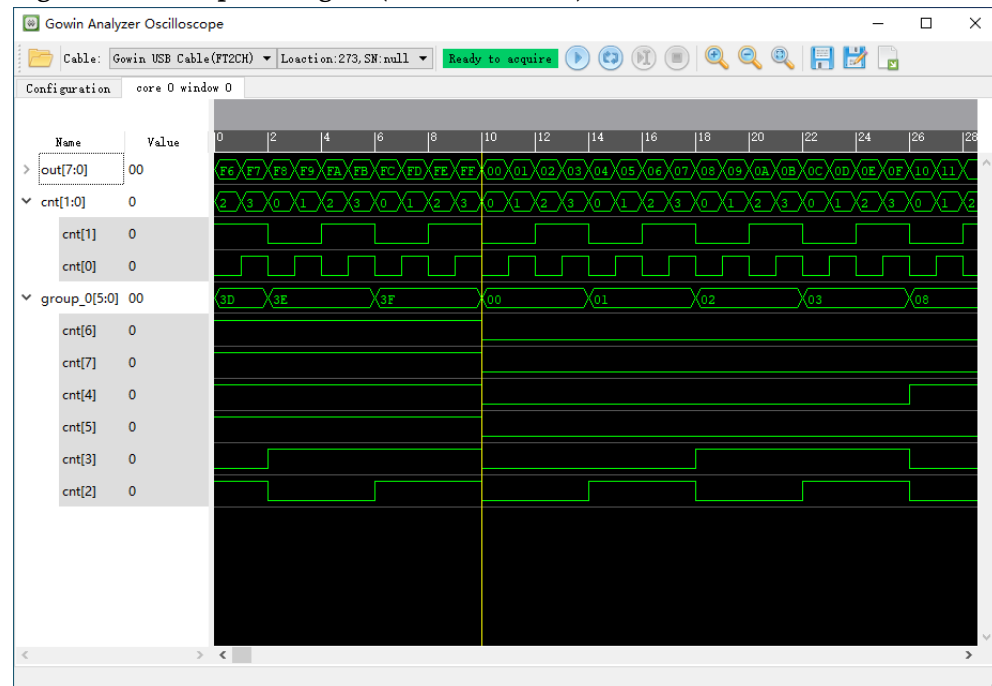 Gowin Analyzer Oscilloscope
Cable: Gowin USB Cable(FT2CH) Loaction:273,SN:null Ready to acquire
Configuration core 0 window 0
Name Value 0 2 4 6 8 10 12 14 16 18 20 22 24 26 28
out[7:0] 00 F6 F7 F8 F9 FA FB FC FD FE FF 00 01 02 03 04 05 06 07 08 09 0A 0B 0C 0D 0E 0F 10 11
cnt[1:0] 0 2 3 0 1 2 3 0 1 2 3 0 1 2 3 0 1 2 3 0 1 2 3 0 1 2 3 0 1 2
cnt[1] 0
cnt[0] 0
group_0[5:0] 00 3D 3E 3F 00 01 02 03 08
cnt[6] 0
cnt[7] 0
cnt[4] 0
cnt[5] 0
cnt[3] 0
cnt[2] 0